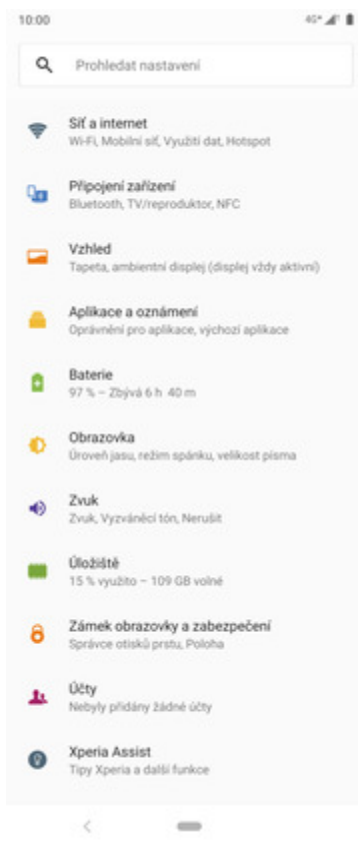 10:00
4G+
Prohledat nastavení
Síť a internet
Wi-Fi, Mobilní síť, Využití dat, Hotspot
Připojení zařízení
Bluetooth, TV/reproduktor, NFC
Vzhled
Tapeta, ambientní displej (displej vždy aktivní)
Aplikace a oznámení
Oprávnění pro aplikace, výchozí aplikace
Baterie
97 % – Zbývá 6 h 40 m
Obrazovka
Úroveň jasu, režim spánku, velikost písma
Zvuk
Zvuk, Vyzváněcí tón, Nerušit
Úložiště
15 % využito – 109 GB volné
Zámek obrazovky a zabezpečení
Správce otisků prstu, Poloha
Účty
Nebyly přidány žádné účty
Xperia Assist
Tipy Xperia a další funkce